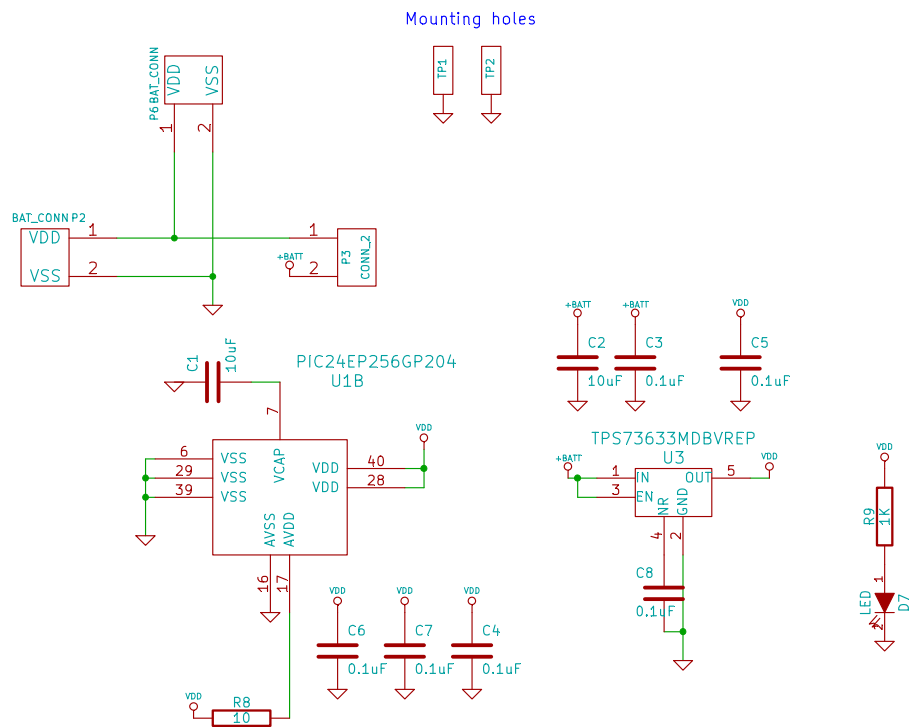 Mounting holes
P6 BAT_CONN
VDD
VSS
1
2
TP1
TP2
BAT_CONN P2
VDD 1
VSS 2
1
+BATT
2
P3
CONN_2
C1
10uF
PIC24EP256GP204
U1B
7
6 VSS
29 VSS
39 VSS
VCAP
VDD 40
VDD 28
VDD
AVSS
AVDD
16
17
VDD
C6
0.1uF
VDD
C7
0.1uF
VDD
C4
0.1uF
VDD
R8
10
+BATT
C2
10uF
+BATT
C3
0.1uF
VDD
C5
0.1uF
TPS73633MDBVREP
U3
+BATT
1 IN
3 EN
OUT 5
VDD
NR
GND
4
2
C8
0.1uF
VDD
R9
1K
1
LED
D7
2